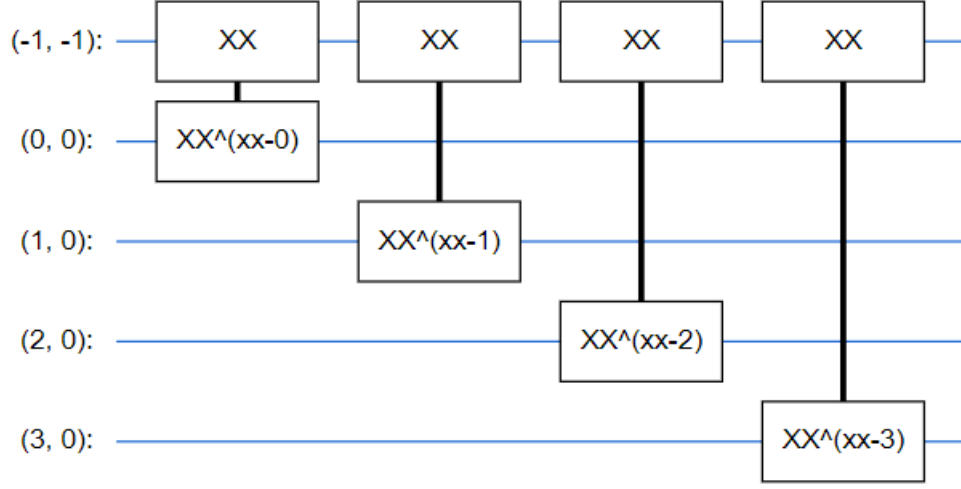 (-1, -1): XX XX XX XX
(0, 0): XX^(xx-0)
(1, 0): XX^(xx-1)
(2, 0): XX^(xx-2)
(3, 0): XX^(xx-3)